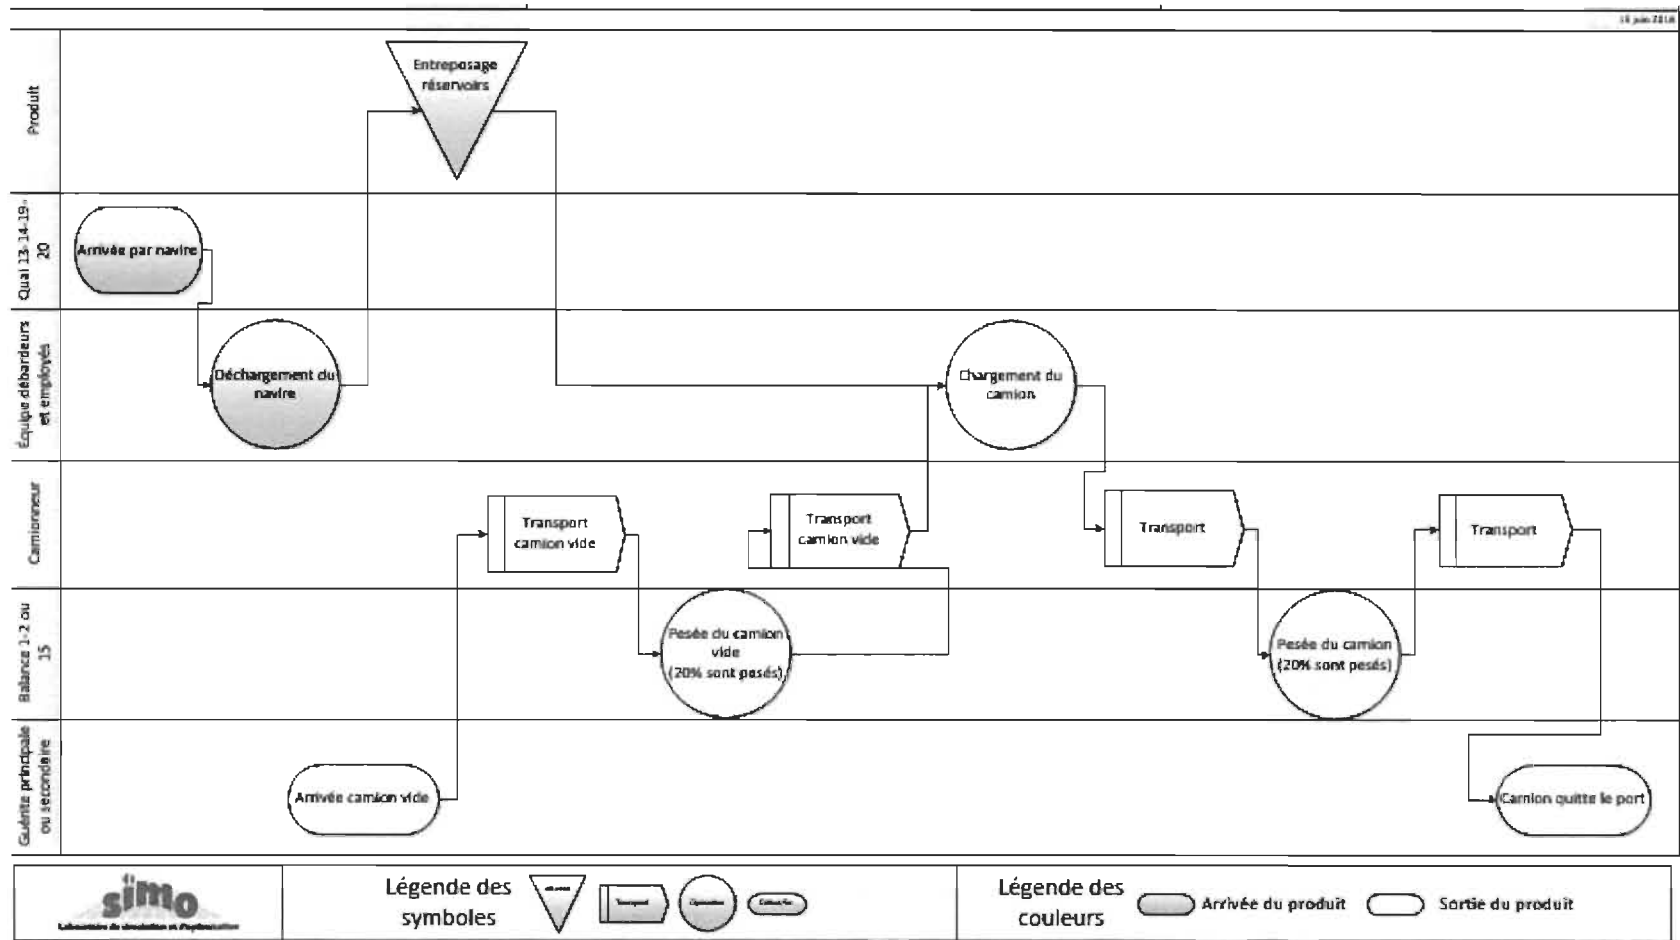 Produit
Entreposage
réservoirs
Quai 13-14-19-
20
Arrivée par navire
Équipe débardeurs
et employés
Déchargement du
navire
Chargement du
camion
Camionneur
Transport
camion vide
Transport
camion vide
Transport
Transport
Balance 1-2 ou
15
Pesée du camion
vide
(20% sont pesés)
Pesée du camion
(20% sont pesés)
Guérite principale
ou secondaire
Arrivée camion vide
Camion quitte le port
simo
Légende des
symboles
Transport
Légende des
couleurs
Arrivée du produit
Sortie du produit